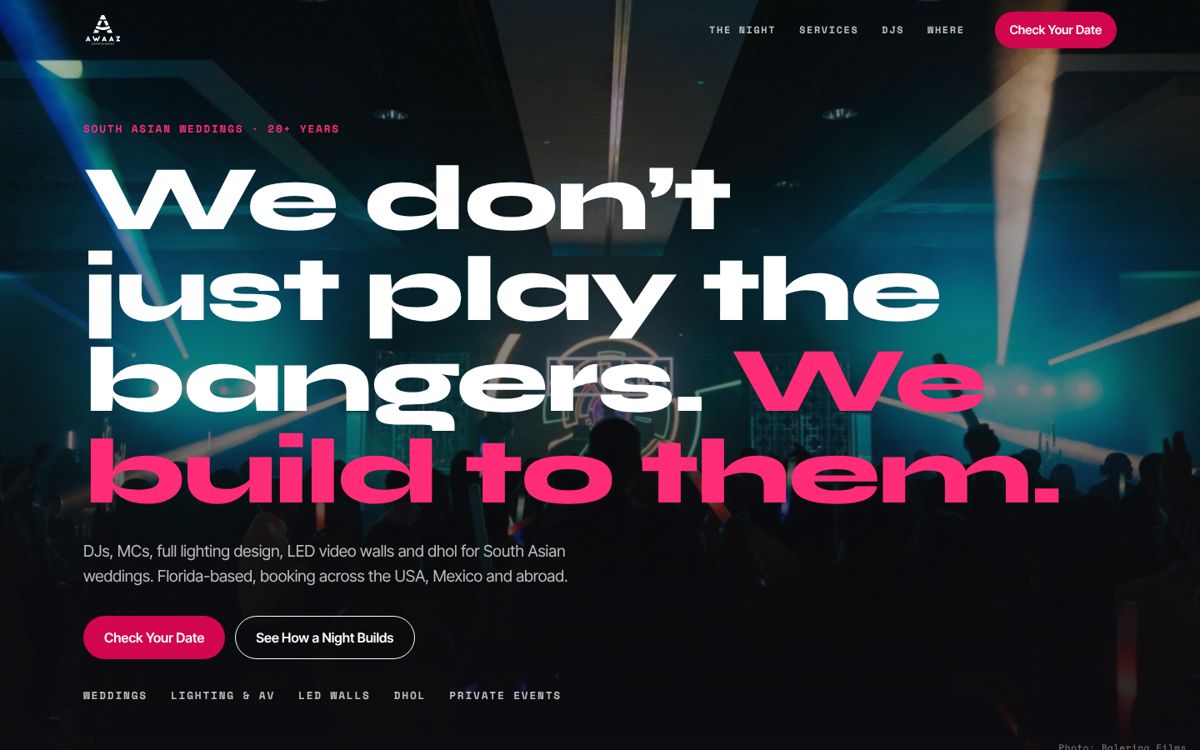 AWAAZ
THE NIGHT
SERVICES
DJS
WHERE
Check Your Date
SOUTH ASIAN WEDDINGS · 20+ YEARS
We don’t
just play the
bangers. We
build to them.
DJs, MCs, full lighting design, LED video walls and dhol for South Asian
weddings. Florida-based, booking across the USA, Mexico and abroad.
Check Your Date
See How a Night Builds
WEDDINGS
LIGHTING & AV
LED WALLS
DHOL
PRIVATE EVENTS
Photo: Rolering Films